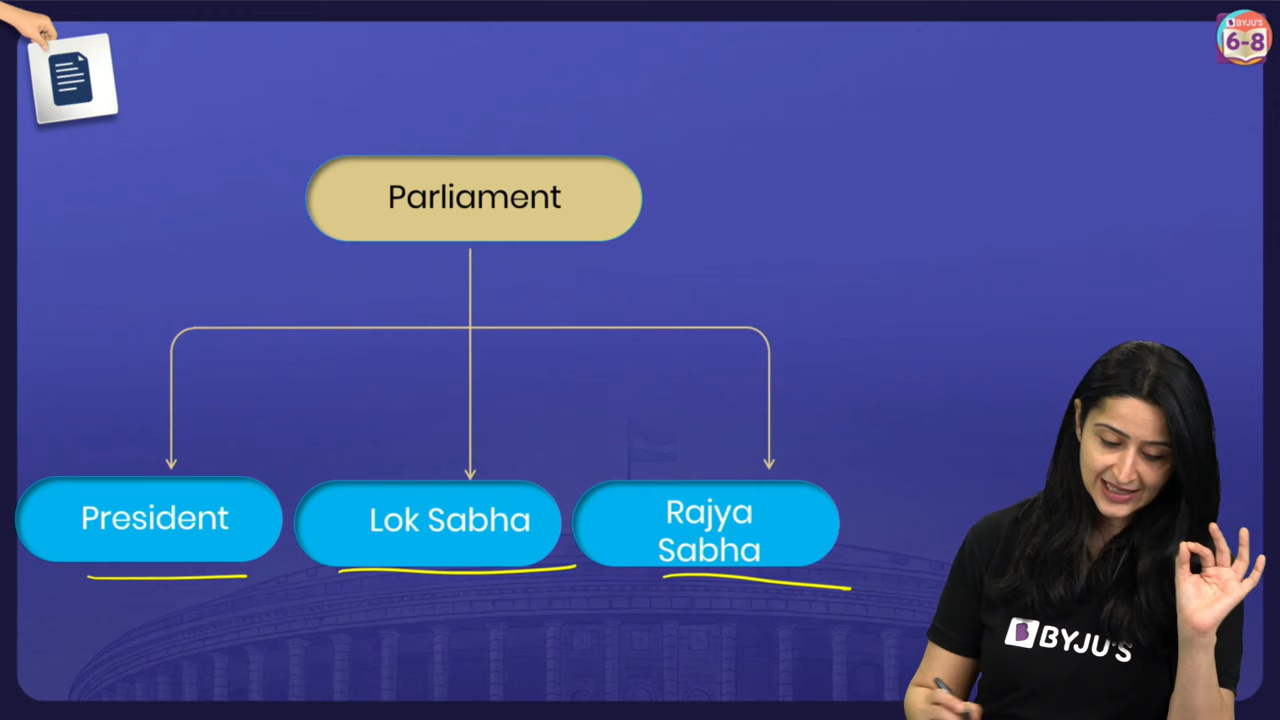 BYJU'S
6-8
Parliament
President
Lok Sabha
Rajya
Sabha
BYJU'S